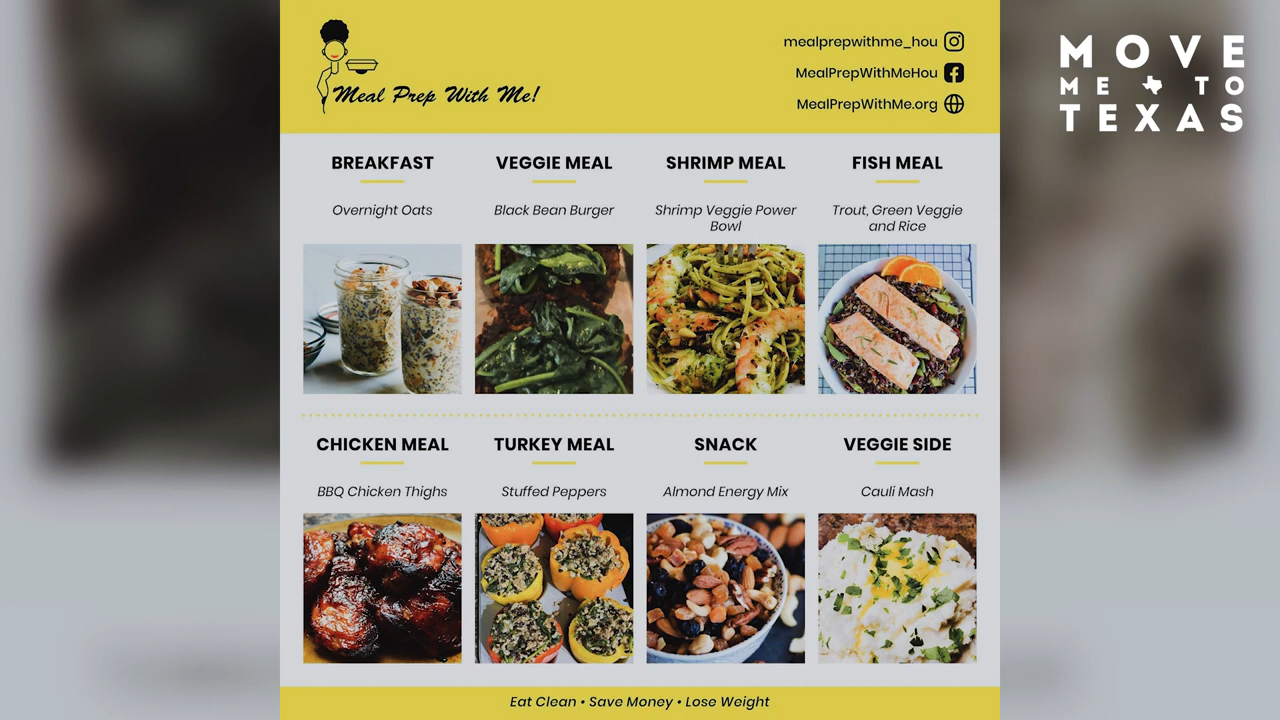 Meal Prep With Me!
mealprepwithme_hou
MealPrepWithMeHou
MealPrepWithMe.org
MOVE
ME TO
TEXAS
BREAKFAST
Overnight Oats
VEGGIE MEAL
Black Bean Burger
SHRIMP MEAL
Shrimp Veggie Power
Bowl
FISH MEAL
Trout, Green Veggie
and Rice
CHICKEN MEAL
BBQ Chicken Thighs
TURKEY MEAL
Stuffed Peppers
SNACK
Almond Energy Mix
VEGGIE SIDE
Cauli Mash
Eat Clean • Save Money • Lose Weight